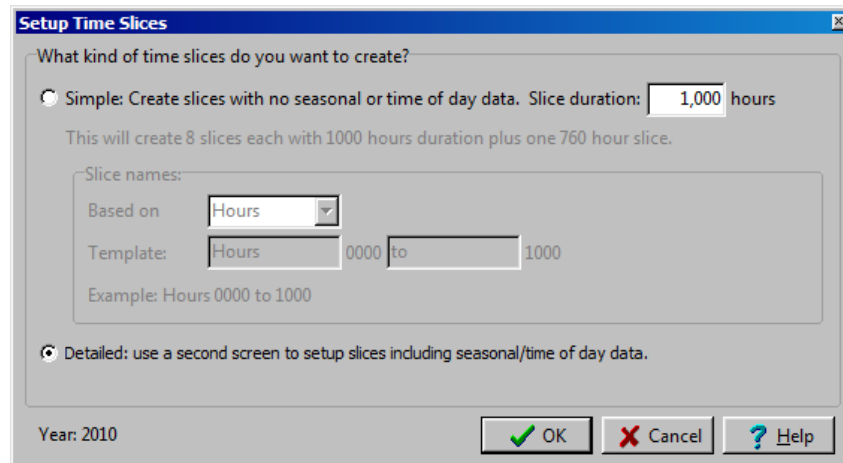 Setup Time Slices
What kind of time slices do you want to create?
Simple: Create slices with no seasonal or time of day data. Slice duration: 1,000 hours
This will create 8 slices each with 1000 hours duration plus one 760 hour slice.
Slice names:
Based on Hours
Template: Hours 0000 to 1000
Example: Hours 0000 to 1000
Detailed: use a second screen to setup slices including seasonal/time of day data.
Year: 2010 OK Cancel ? Help